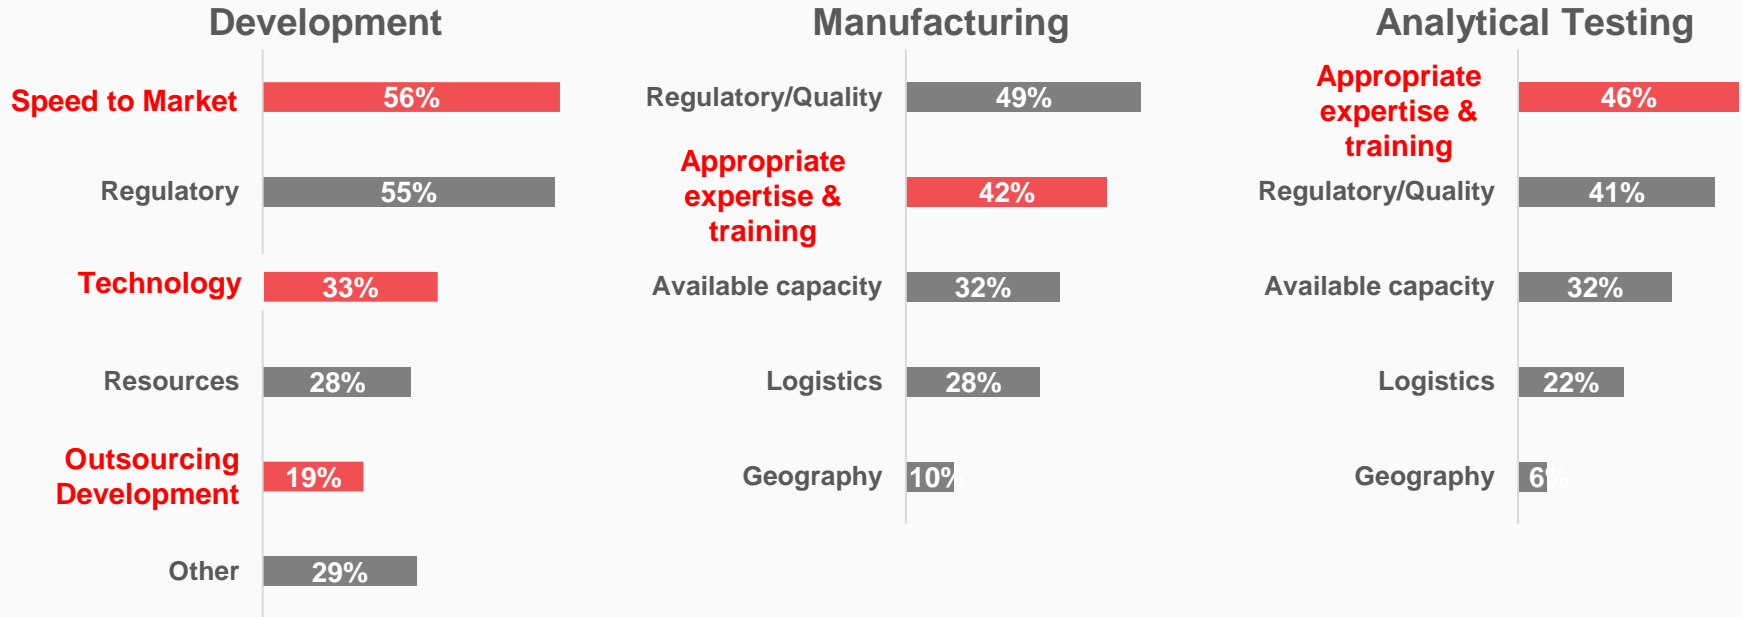 Development
Speed to Market
56%
Regulatory
55%
Technology
33%
Resources
28%
Outsourcing
Development
19%
Other
29%
Manufacturing
Regulatory/Quality
49%
Appropriate
expertise &
training
42%
Available capacity
32%
Logistics
28%
Geography
10%
Analytical Testing
Appropriate
expertise &
training
46%
Regulatory/Quality
41%
Available capacity
32%
Logistics
22%
Geography
6%